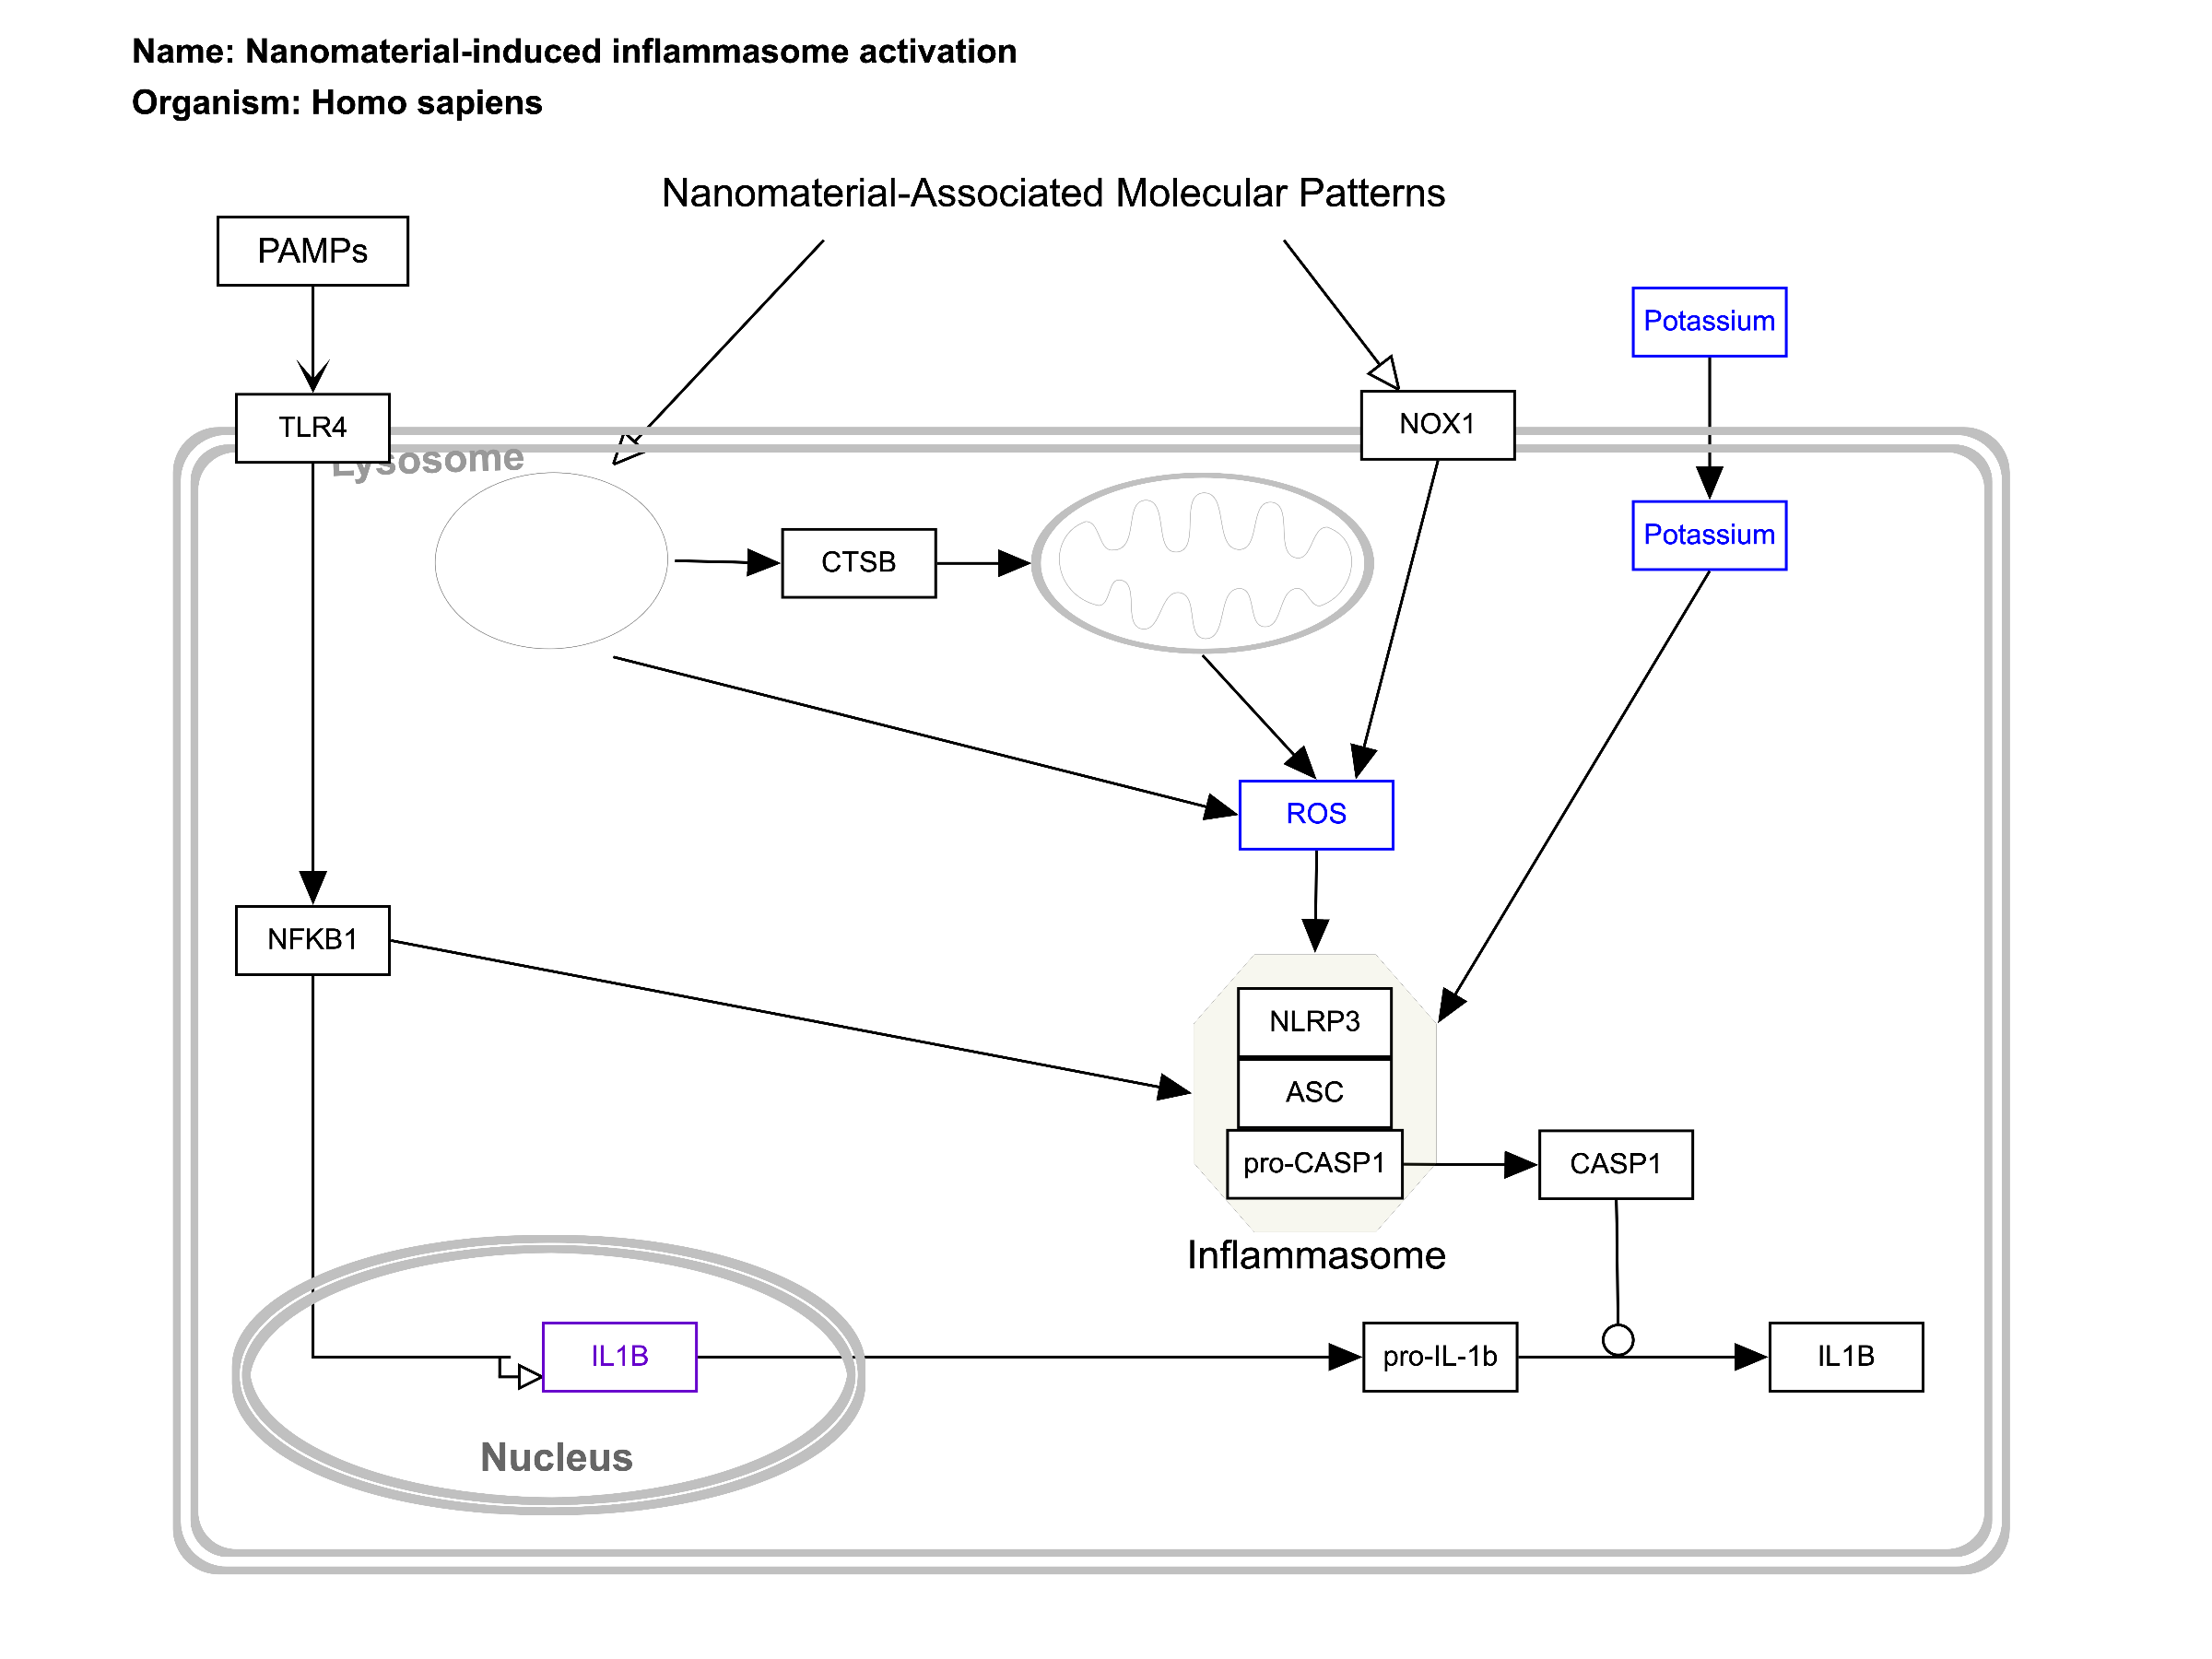 Name: Nanomaterial-induced inflammasome activation
Organism: Homo sapiens
Nanomaterial-Associated Molecular Patterns
PAMPs
Potassium
TLR4
NOX1
Lysosome
Potassium
CTSB
ROS
NFKB1
NLRP3
ASC
pro-CASP1
CASP1
Inflammasome
IL1B
pro-IL-1b
IL1B
Nucleus